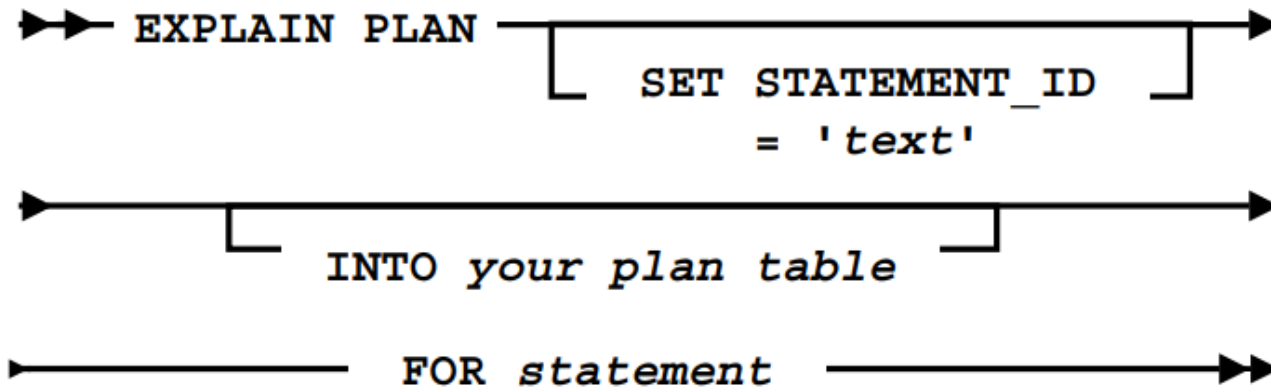 EXPLAIN PLAN
SET STATEMENT_ID
= 'text'
INTO your plan table
FOR statement